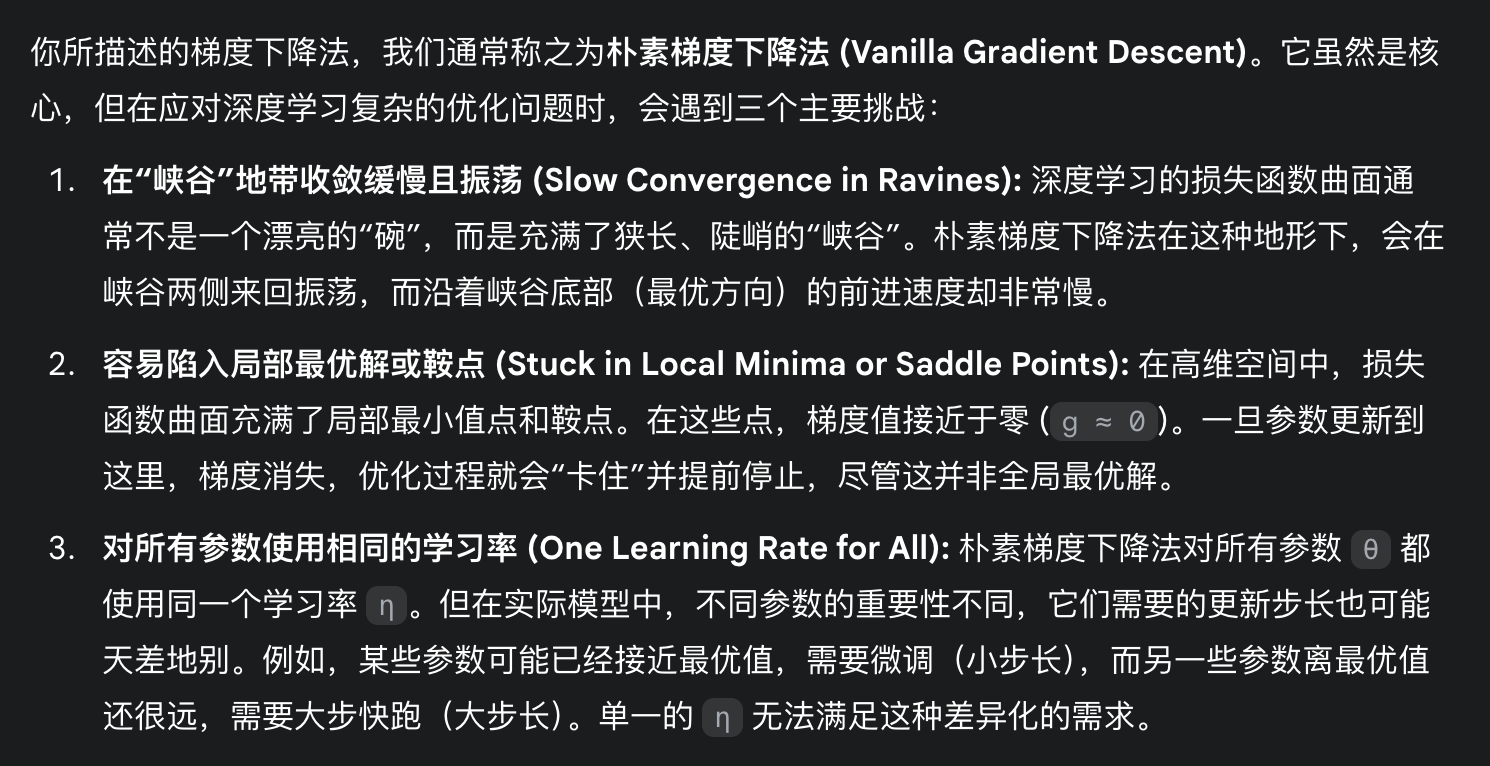 你所描述的梯度下降法，我们通常称之为朴素梯度下降法 (Vanilla Gradient Descent)。它虽然是核
心，但在应对深度学习复杂的优化问题时，会遇到三个主要挑战：
1. 在“峡谷”地带收敛缓慢且振荡 (Slow Convergence in Ravines): 深度学习的损失函数曲面通
常不是一个漂亮的“碗”，而是充满了狭长、陡峭的“峡谷”。朴素梯度下降法在这种地形下，会在
峡谷两侧来回振荡，而沿着峡谷底部（最优方向）的前进速度却非常慢。
2. 容易陷入局部最优解或鞍点 (Stuck in Local Minima or Saddle Points): 在高维空间中，损失
函数曲面充满了局部最小值点和鞍点。在这些点，梯度值接近于零 (g ≈ 0)。一旦参数更新到
这里，梯度消失，优化过程就会“卡住”并提前停止，尽管这并非全局最优解。
3. 对所有参数使用相同的学习率 (One Learning Rate for All): 朴素梯度下降法对所有参数 θ 都
使用同一个学习率 η。但在实际模型中，不同参数的重要性不同，它们需要的更新步长也可能
天差地别。例如，某些参数可能已经接近最优值，需要微调（小步长），而另一些参数离最优值
还很远，需要大步快跑（大步长）。单一的 η 无法满足这种差异化的需求。